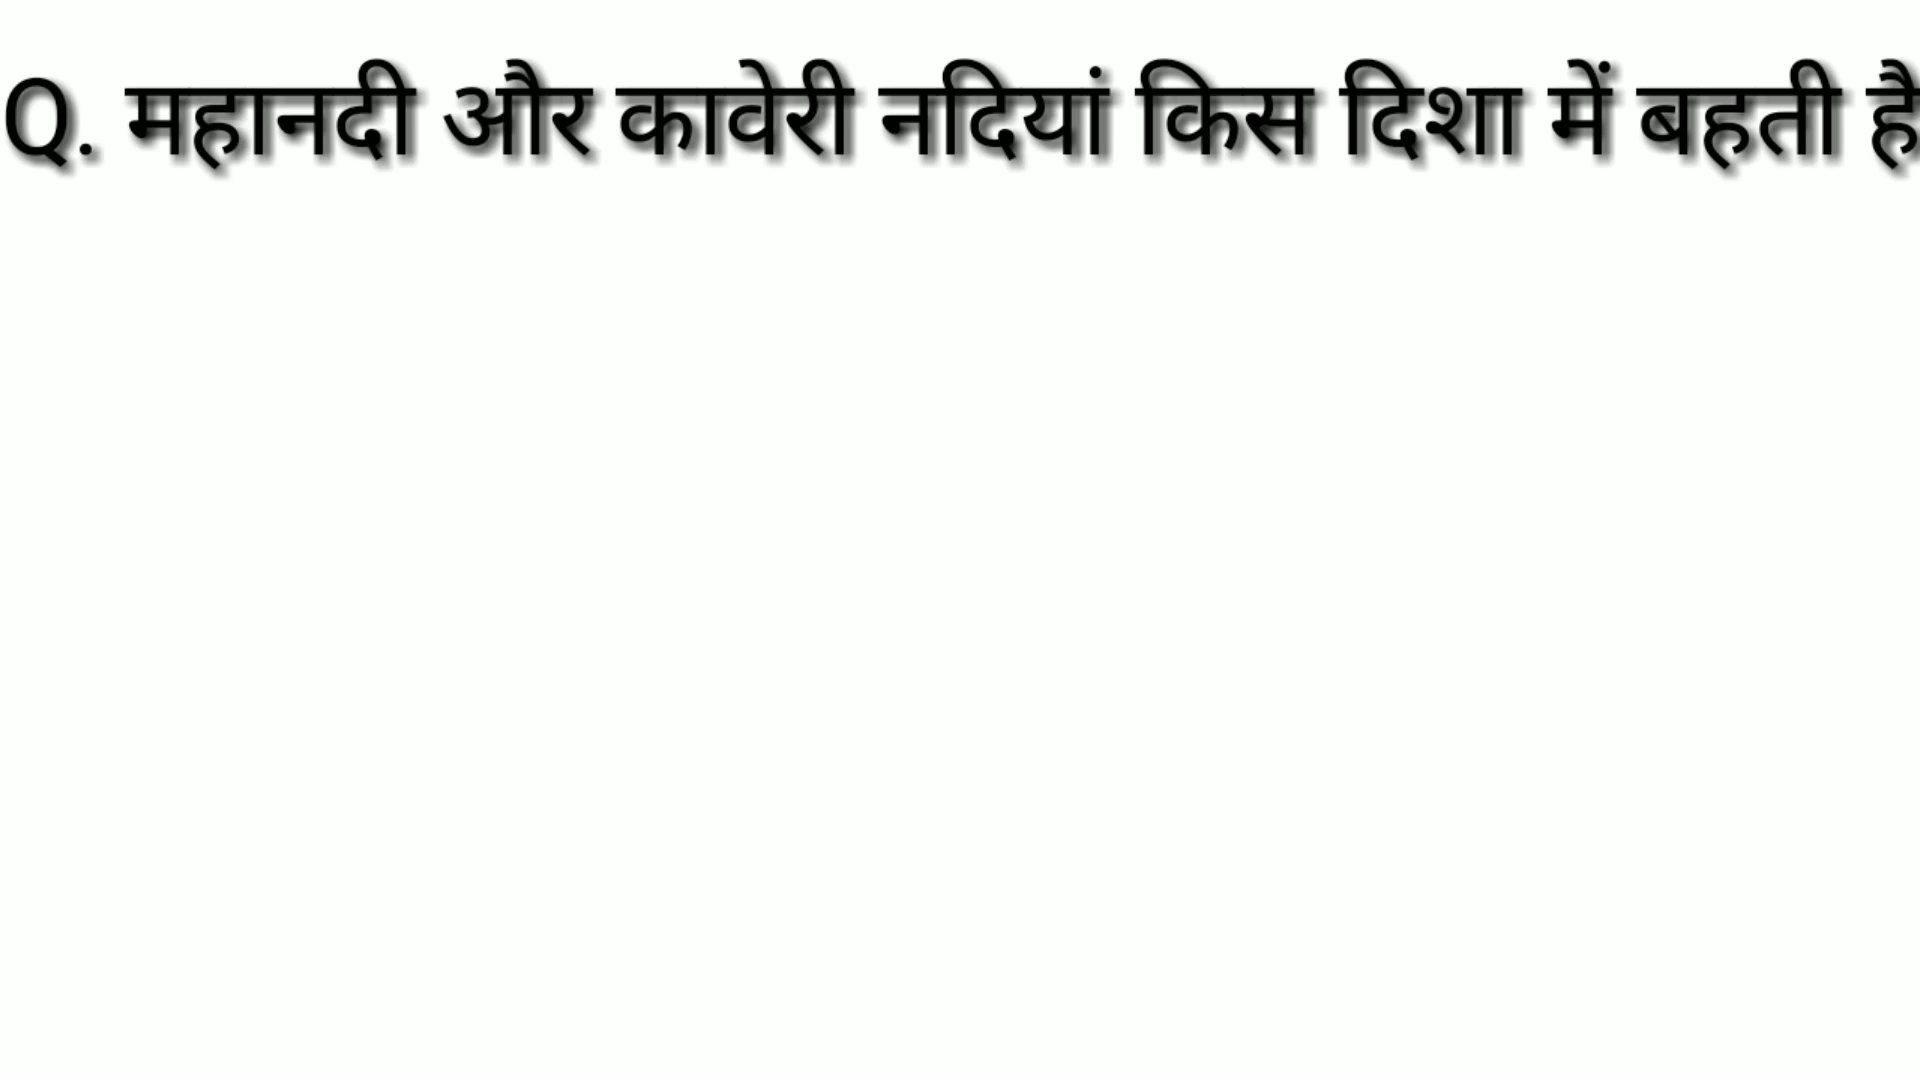 Q. महानदी और कावेरी नदियां किस दिशा में बहती है